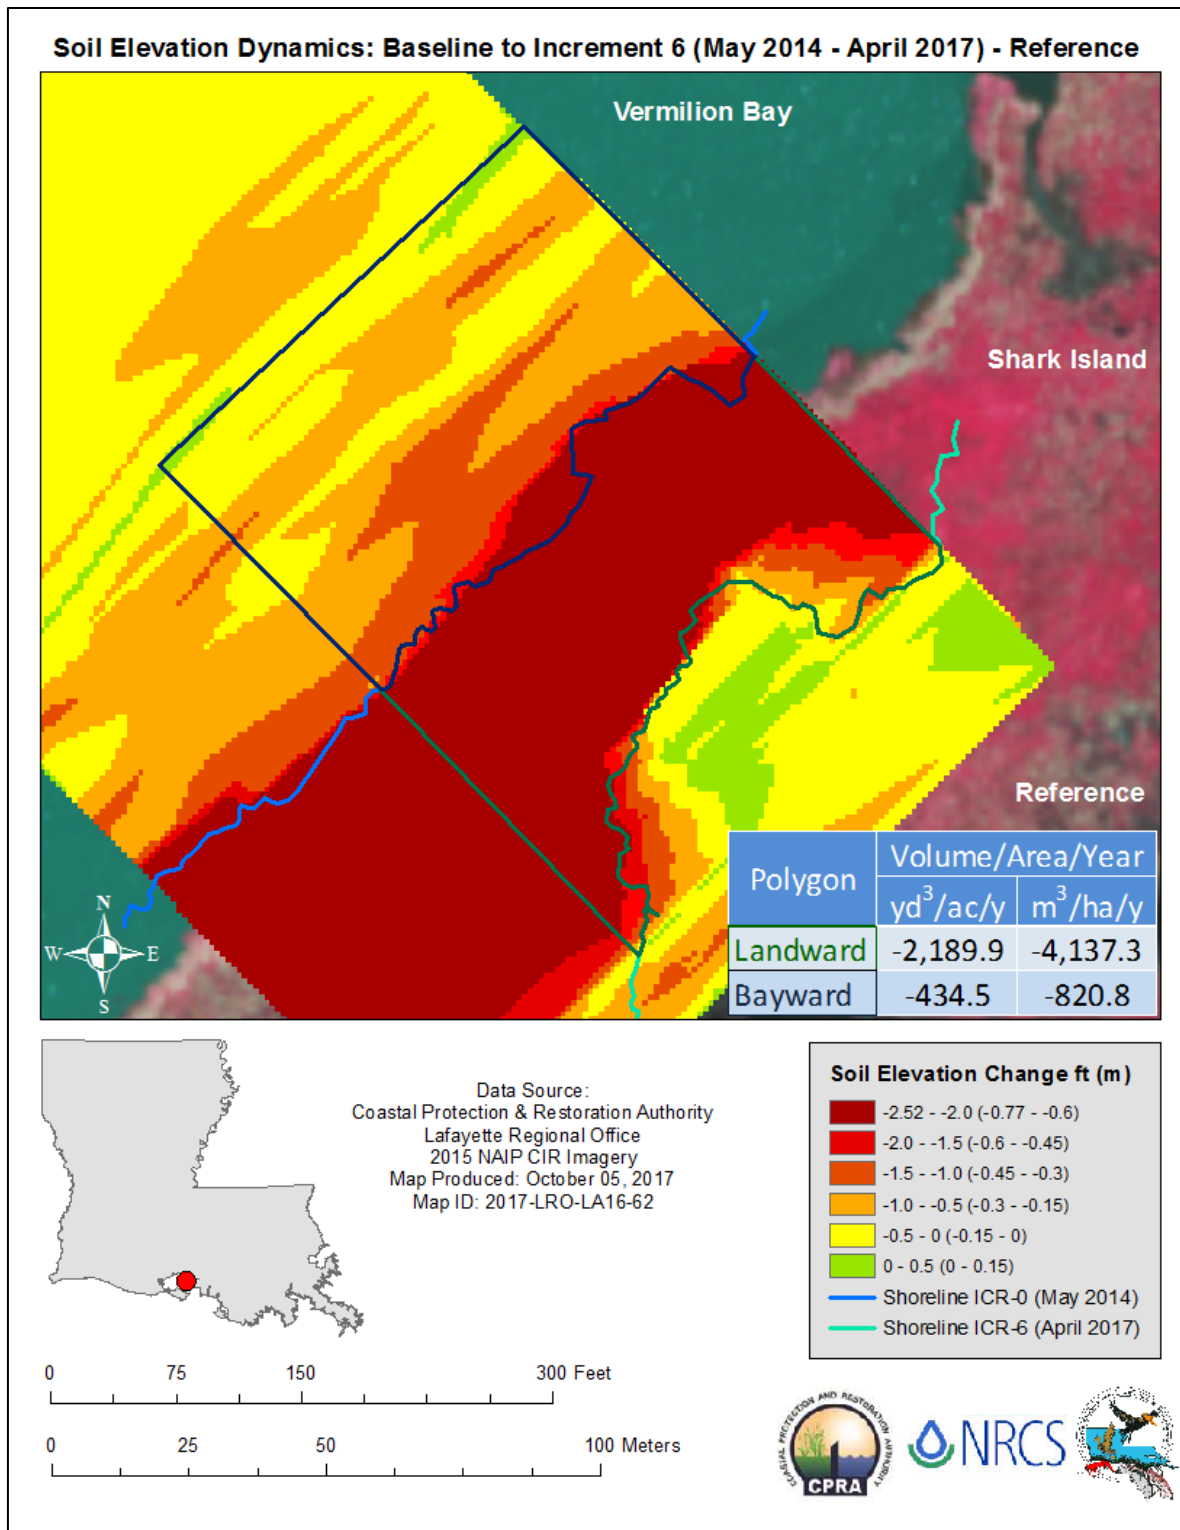 Soil Elevation Dynamics: Baseline to Increment 6 (May 2014 - April 2017) - Reference
Vermilion Bay
Shark Island
Reference
Polygon
Volume/Area/Year
yd³/ac/y m³/ha/y
Landward -2,189.9 -4,137.3
Bayward -434.5 -820.8
N
W E
S
Data Source:
Coastal Protection & Restoration Authority
Lafayette Regional Office
2015 NAIP CIR Imagery
Map Produced: October 05, 2017
Map ID: 2017-LRO-LA16-62
Soil Elevation Change ft (m)
-2.52 - -2.0 (-0.77 - -0.6)
-2.0 - -1.5 (-0.6 - -0.45)
-1.5 - -1.0 (-0.45 - -0.3)
-1.0 - -0.5 (-0.3 - -0.15)
-0.5 - 0 (-0.15 - 0)
0 - 0.5 (0 - 0.15)
Shoreline ICR-0 (May 2014)
Shoreline ICR-6 (April 2017)
0 75 150 300 Feet
0 25 50 100 Meters
COASTAL PROTECTION AND RESTORATION AUTHORITY
CPRA
NRCS